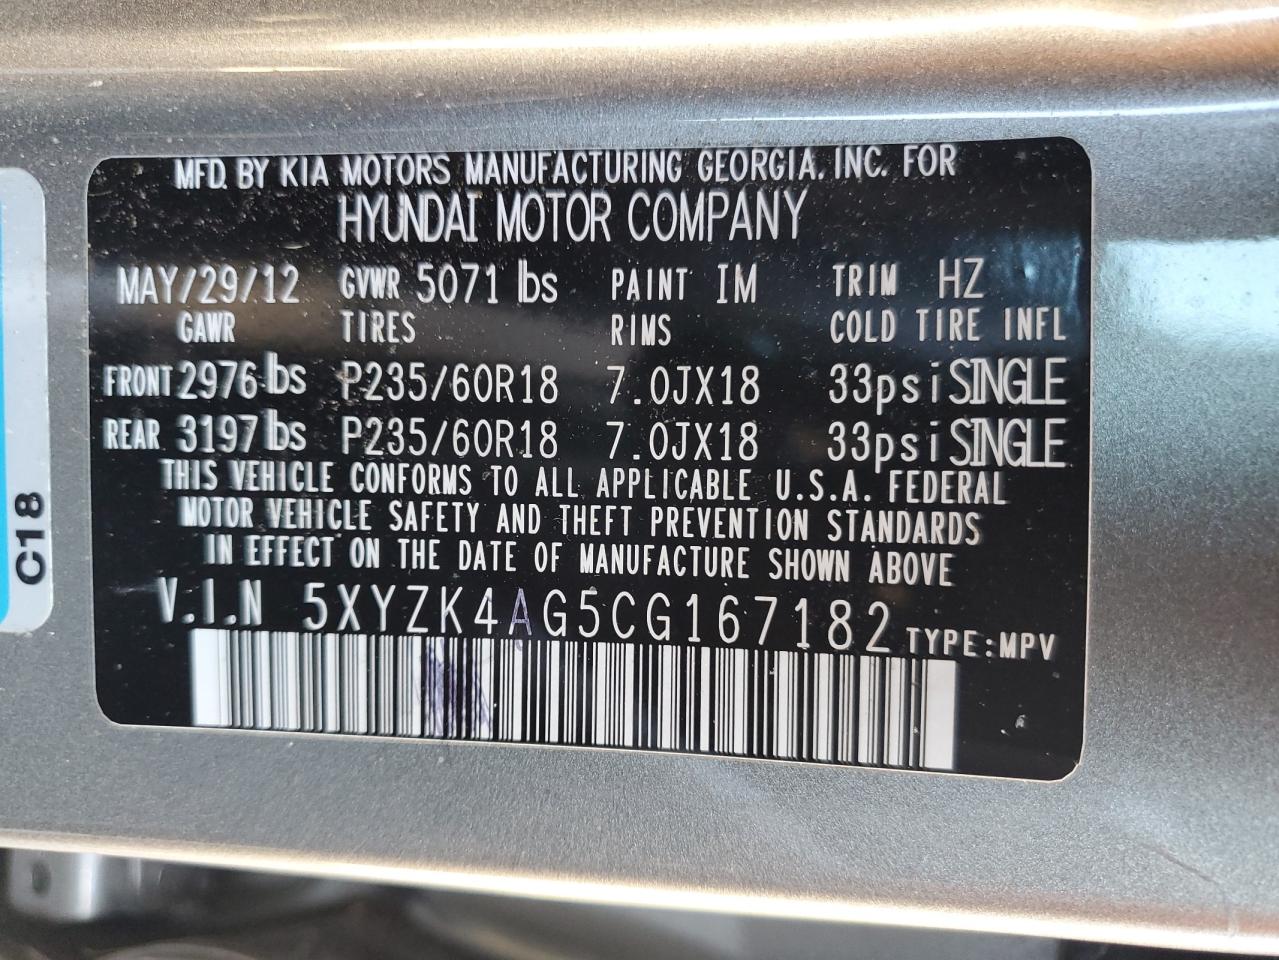 MFD. BY KIA MOTORS MANUFACTURING GEORGIA, INC. FOR
HYUNDAI MOTOR COMPANY
MAY/29/12 GVWR 5071 lbs PAINT IM TRIM HZ
GAWR TIRES RIMS COLD TIRE INFL
FRONT 2976 lbs P235/60R18 7.0JX18 33psi SINGLE
REAR 3197 lbs P235/60R18 7.0JX18 33psi SINGLE
THIS VEHICLE CONFORMS TO ALL APPLICABLE U.S.A. FEDERAL
MOTOR VEHICLE SAFETY AND THEFT PREVENTION STANDARDS
IN EFFECT ON THE DATE OF MANUFACTURE SHOWN ABOVE
V.I.N 5XYZK4AG5CG167182 TYPE:MPV
C18